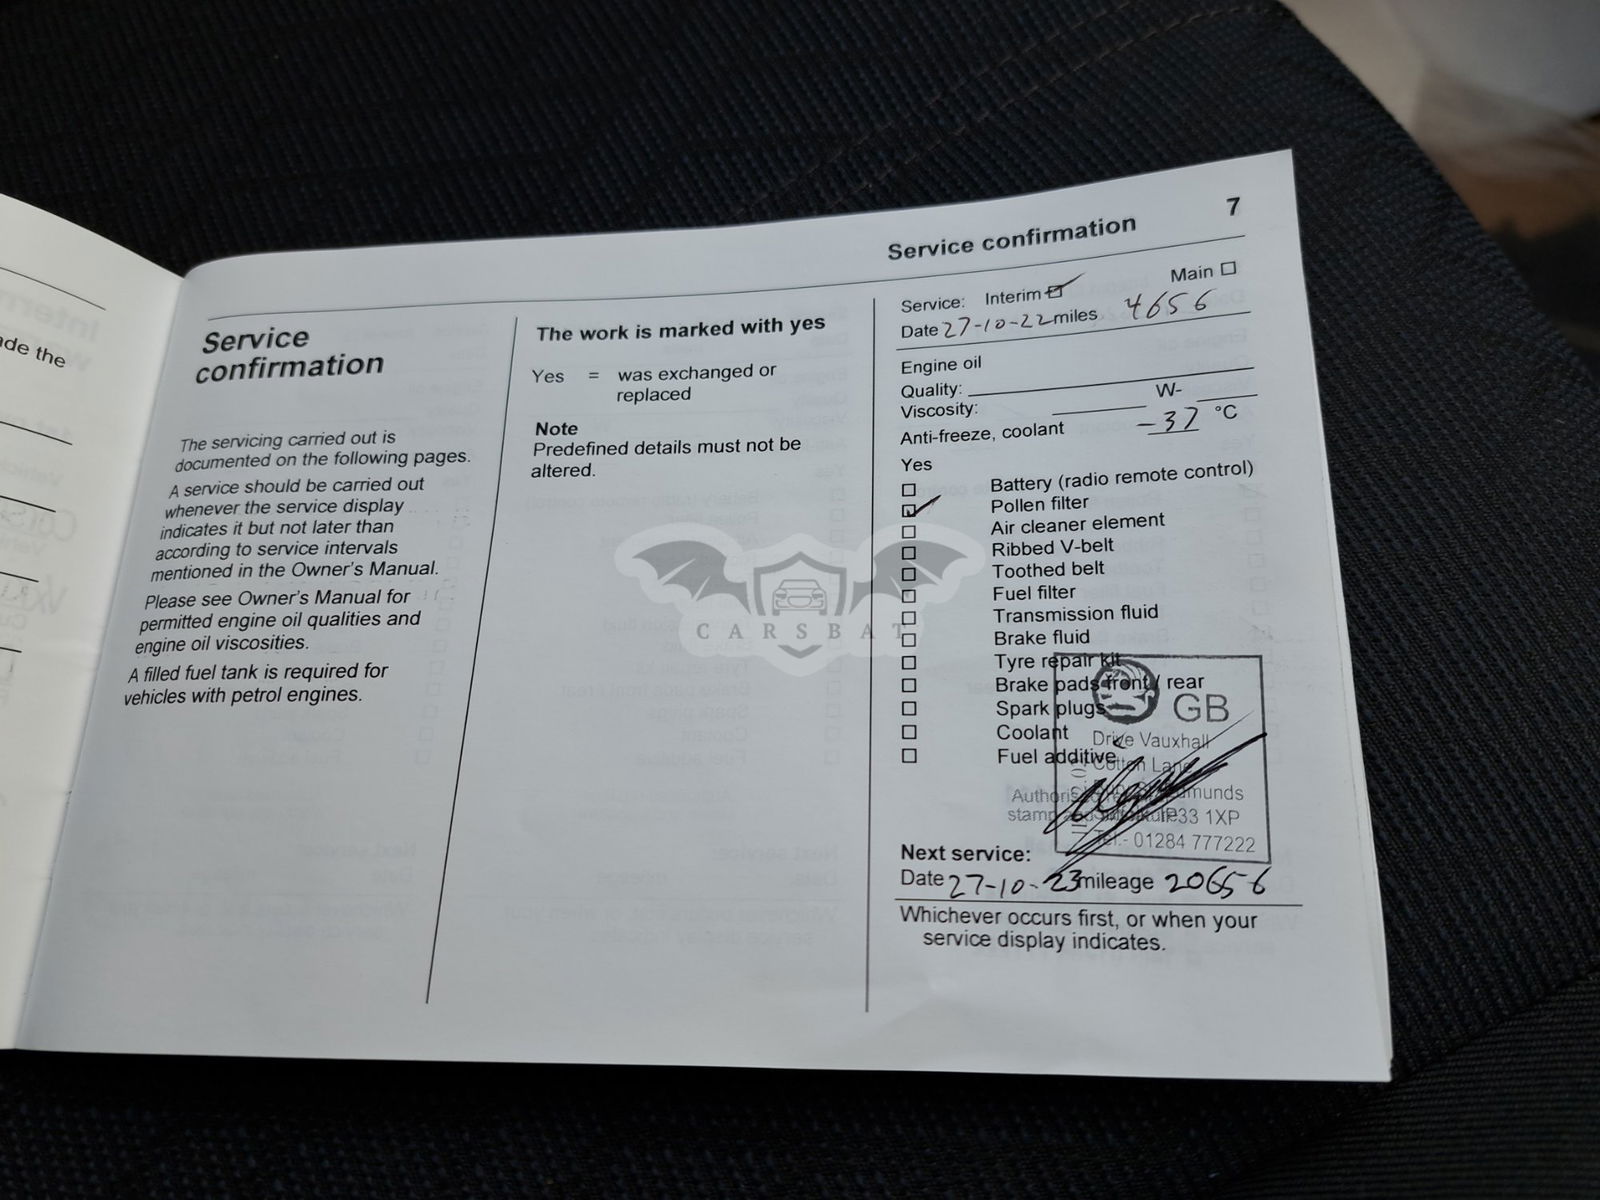 ade the
Service confirmation 7
Service
confirmation
The servicing carried out is
documented on the following pages.
A service should be carried out
whenever the service display
indicates it but not later than
according to service intervals
mentioned in the Owner's Manual.
Please see Owner's Manual for
permitted engine oil qualities and
engine oil viscosities.
A filled fuel tank is required for
vehicles with petrol engines.
The work is marked with yes
Yes = was exchanged or
replaced
Note
Predefined details must not be
altered.
Service: Interim Main
Date 27-10-22 miles 4656
Engine oil
Quality:
Viscosity: W-
Anti-freeze, coolant -37 °C
Yes
Battery (radio remote control)
Pollen filter
Air cleaner element
Ribbed V-belt
Toothed belt
Fuel filter
Transmission fluid
Brake fluid
Tyre repair kit
Brake pads front / rear
Spark plugs
Coolant
Fuel additive
GB
Drive Vauxhall
Cotton Lane
munds
IP33 1XP
Tel:- 01284 777222
Next service:
Date 27-10-23 mileage 20656
Whichever occurs first, or when your
service display indicates.
CARSBAT